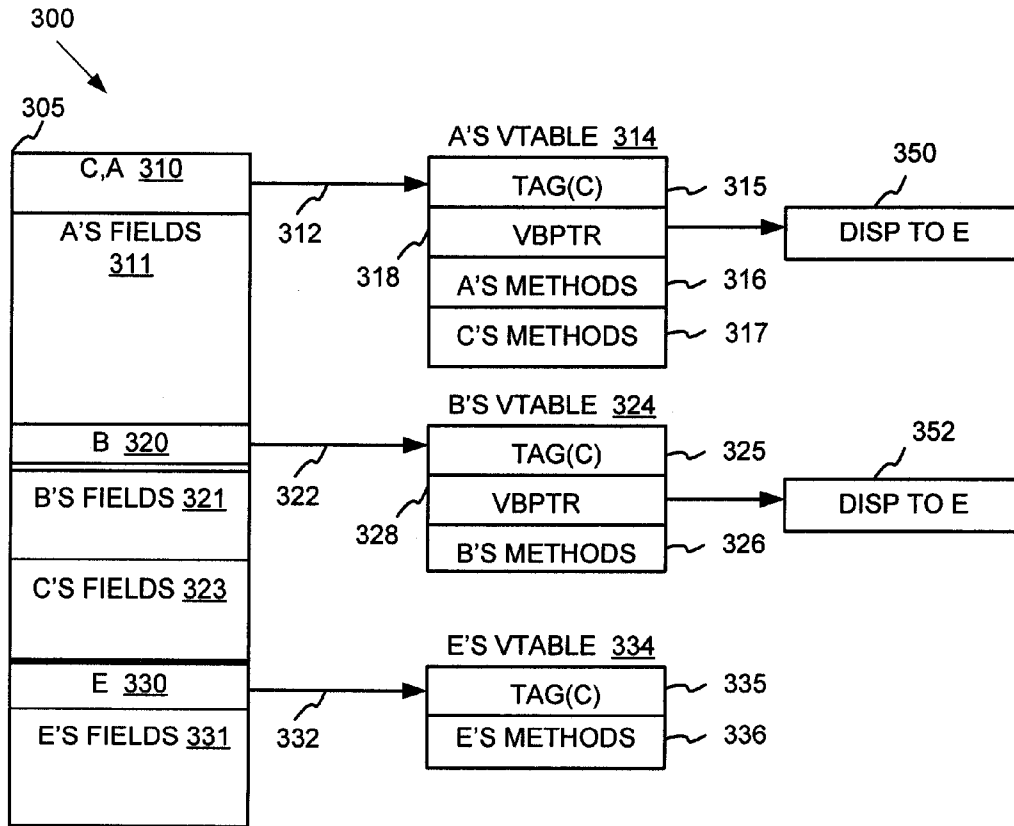 300
305
C,A 310
A'S FIELDS
311
312
A'S VTABLE 314
TAG(C)
315
VBPTR
318
A'S METHODS
316
C'S METHODS
317
350
DISP TO E
B 320
B'S FIELDS 321
C'S FIELDS 323
322
B'S VTABLE 324
TAG(C)
325
VBPTR
328
B'S METHODS
326
352
DISP TO E
E 330
E'S FIELDS 331
332
E'S VTABLE 334
TAG(C)
335
E'S METHODS
336